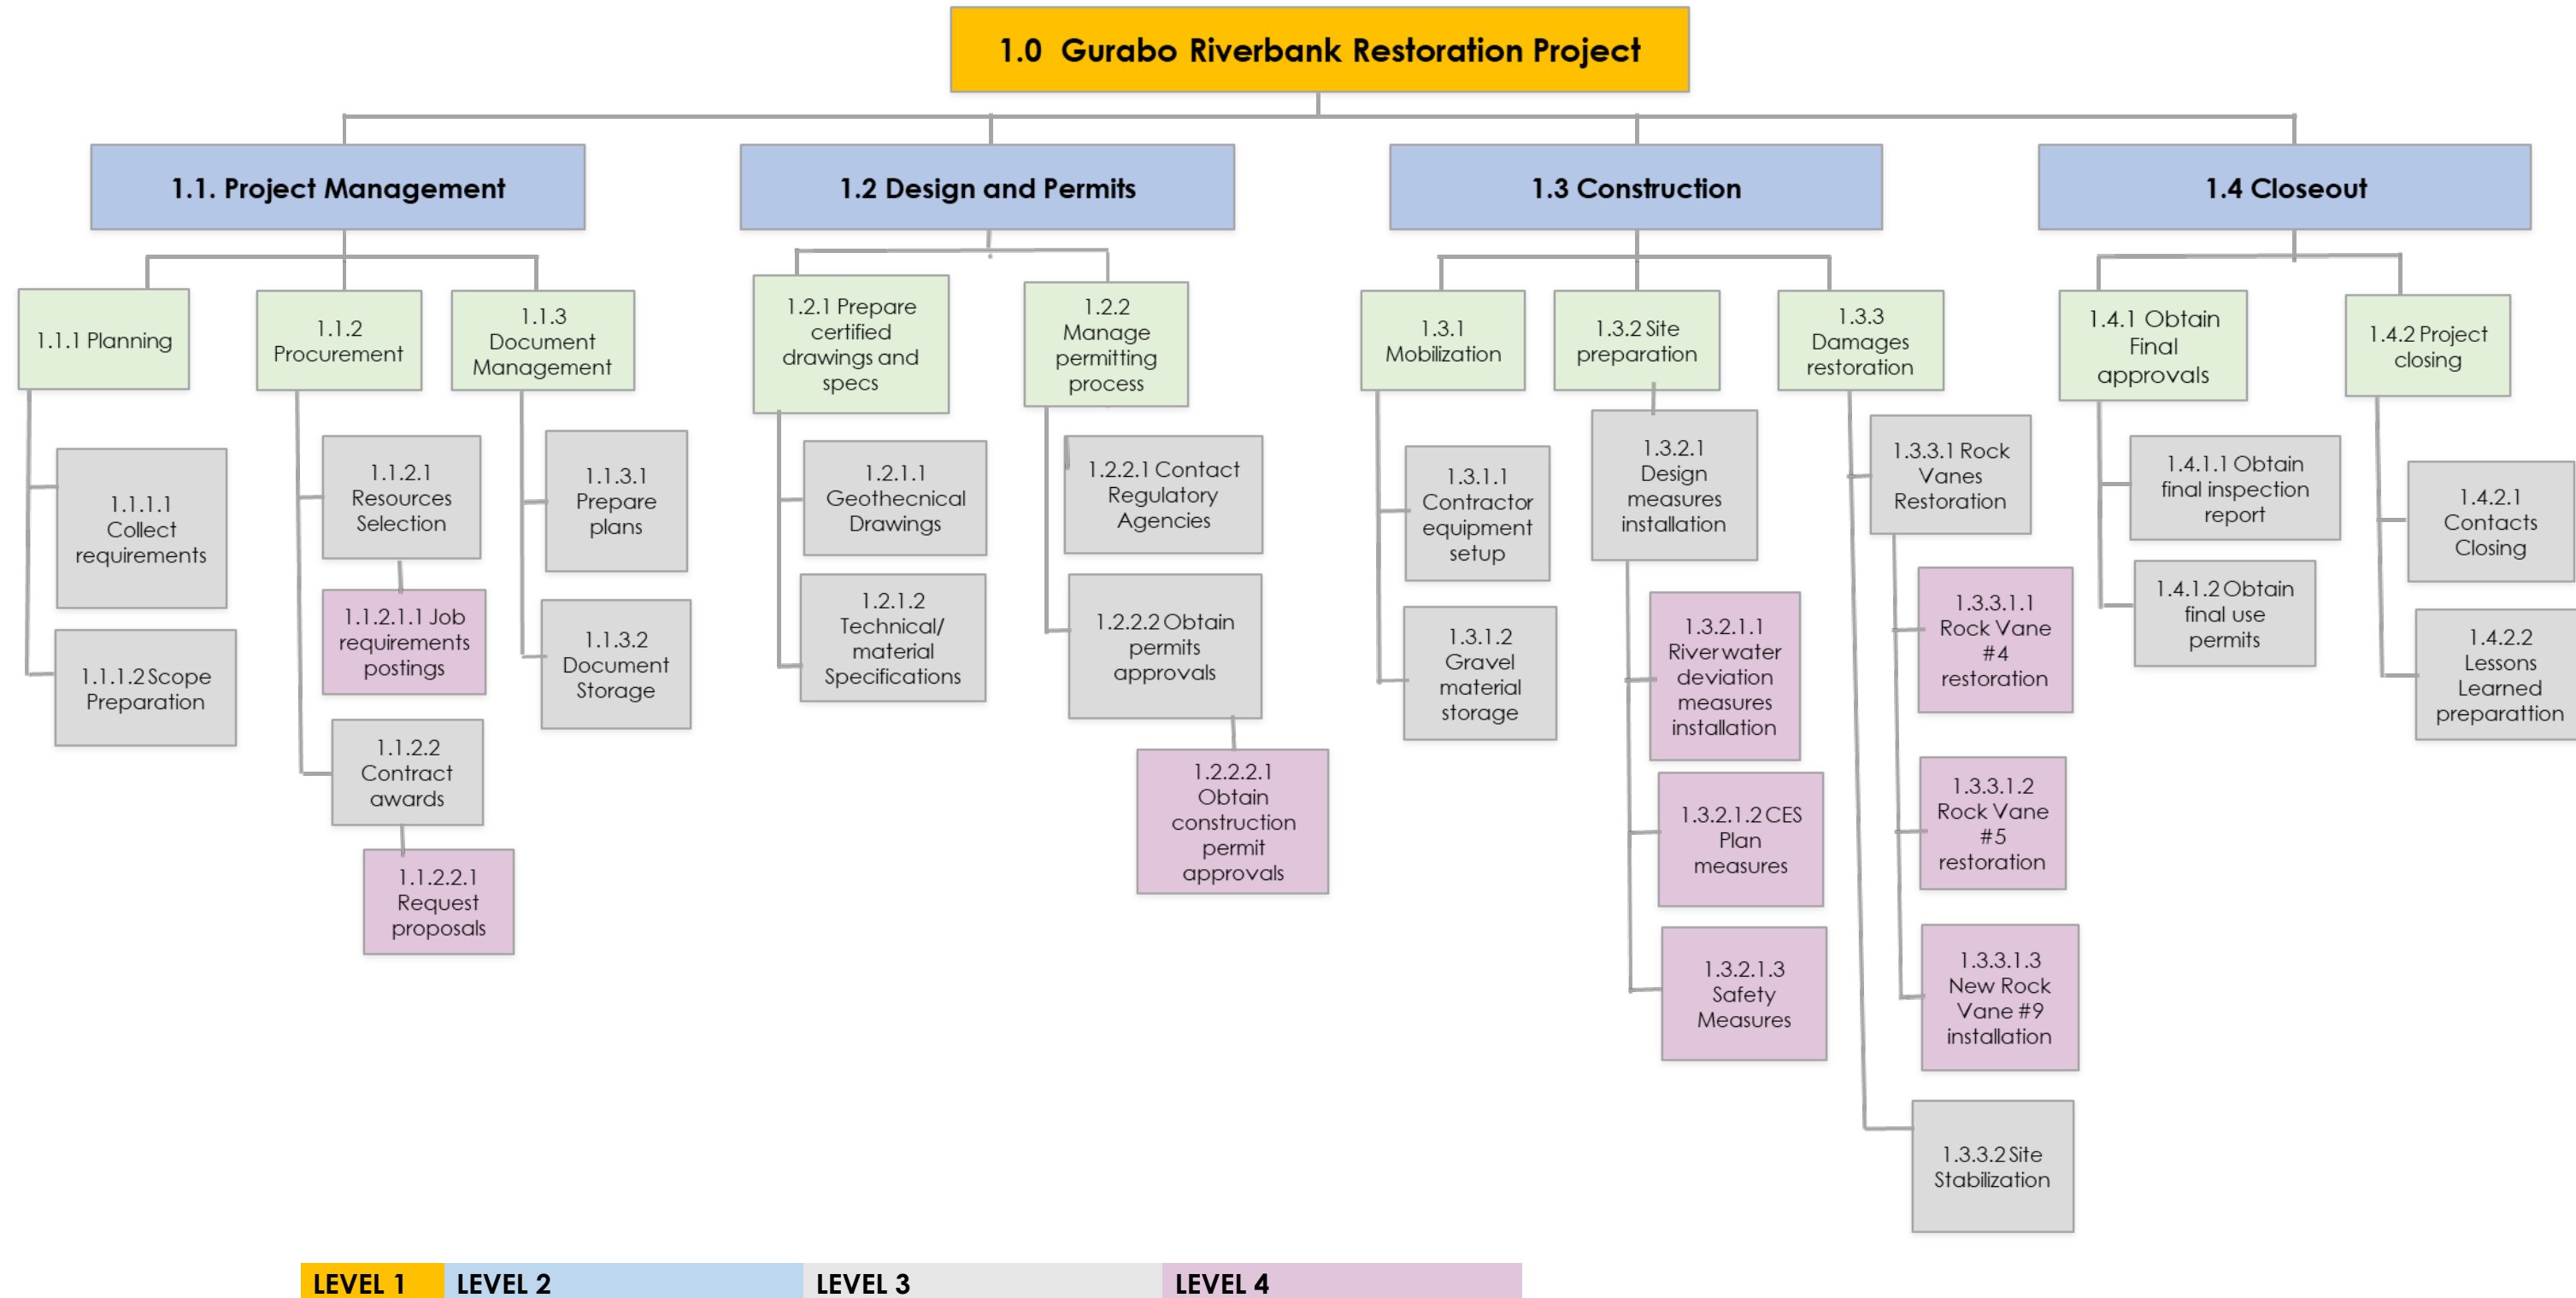 1.0 Gurabo Riverbank Restoration Project
1.1. Project Management
1.2 Design and Permits
1.3 Construction
1.4 Closeout
1.1.1 Planning
1.1.2
Procurement
1.1.3
Document
Management
1.2.1 Prepare
certified
drawings and
specs
1.2.2
Manage
permitting
process
1.3.1
Mobilization
1.3.2 Site
preparation
1.3.3
Damages
restoration
1.4.1 Obtain
Final
approvals
1.4.2 Project
closing
1.1.1.1
Collect
requirements
1.1.1.2 Scope
Preparation
1.1.2.1
Resources
Selection
1.1.2.1.1 Job
requirements
postings
1.1.2.2
Contract
awards
1.1.2.2.1
Request
proposals
1.1.3.1
Prepare
plans
1.1.3.2
Document
Storage
1.2.1.1
Geothecnical
Drawings
1.2.1.2
Technical/
material
Specifications
1.2.2.1 Contact
Regulatory
Agencies
1.2.2.2 Obtain
permits
approvals
1.2.2.2.1
Obtain
construction
permit
approvals
1.3.1.1
Contractor
equipment
setup
1.3.1.2
Gravel
material
storage
1.3.2.1
Design
measures
installation
1.3.2.1.1
River water
deviation
measures
installation
1.3.2.1.2 CES
Plan
measures
1.3.2.1.3
Safety
Measures
1.3.3.1 Rock
Vanes
Restoration
1.3.3.1.1
Rock Vane
#4
restoration
1.3.3.1.2
Rock Vane
#5
restoration
1.3.3.1.3
New Rock
Vane #9
installation
1.3.3.2 Site
Stabilization
1.4.1.1 Obtain
final inspection
report
1.4.1.2 Obtain
final use
permits
1.4.2.1
Contacts
Closing
1.4.2.2
Lessons
Learned
preparattion
LEVEL 1
LEVEL 2
LEVEL 3
LEVEL 4